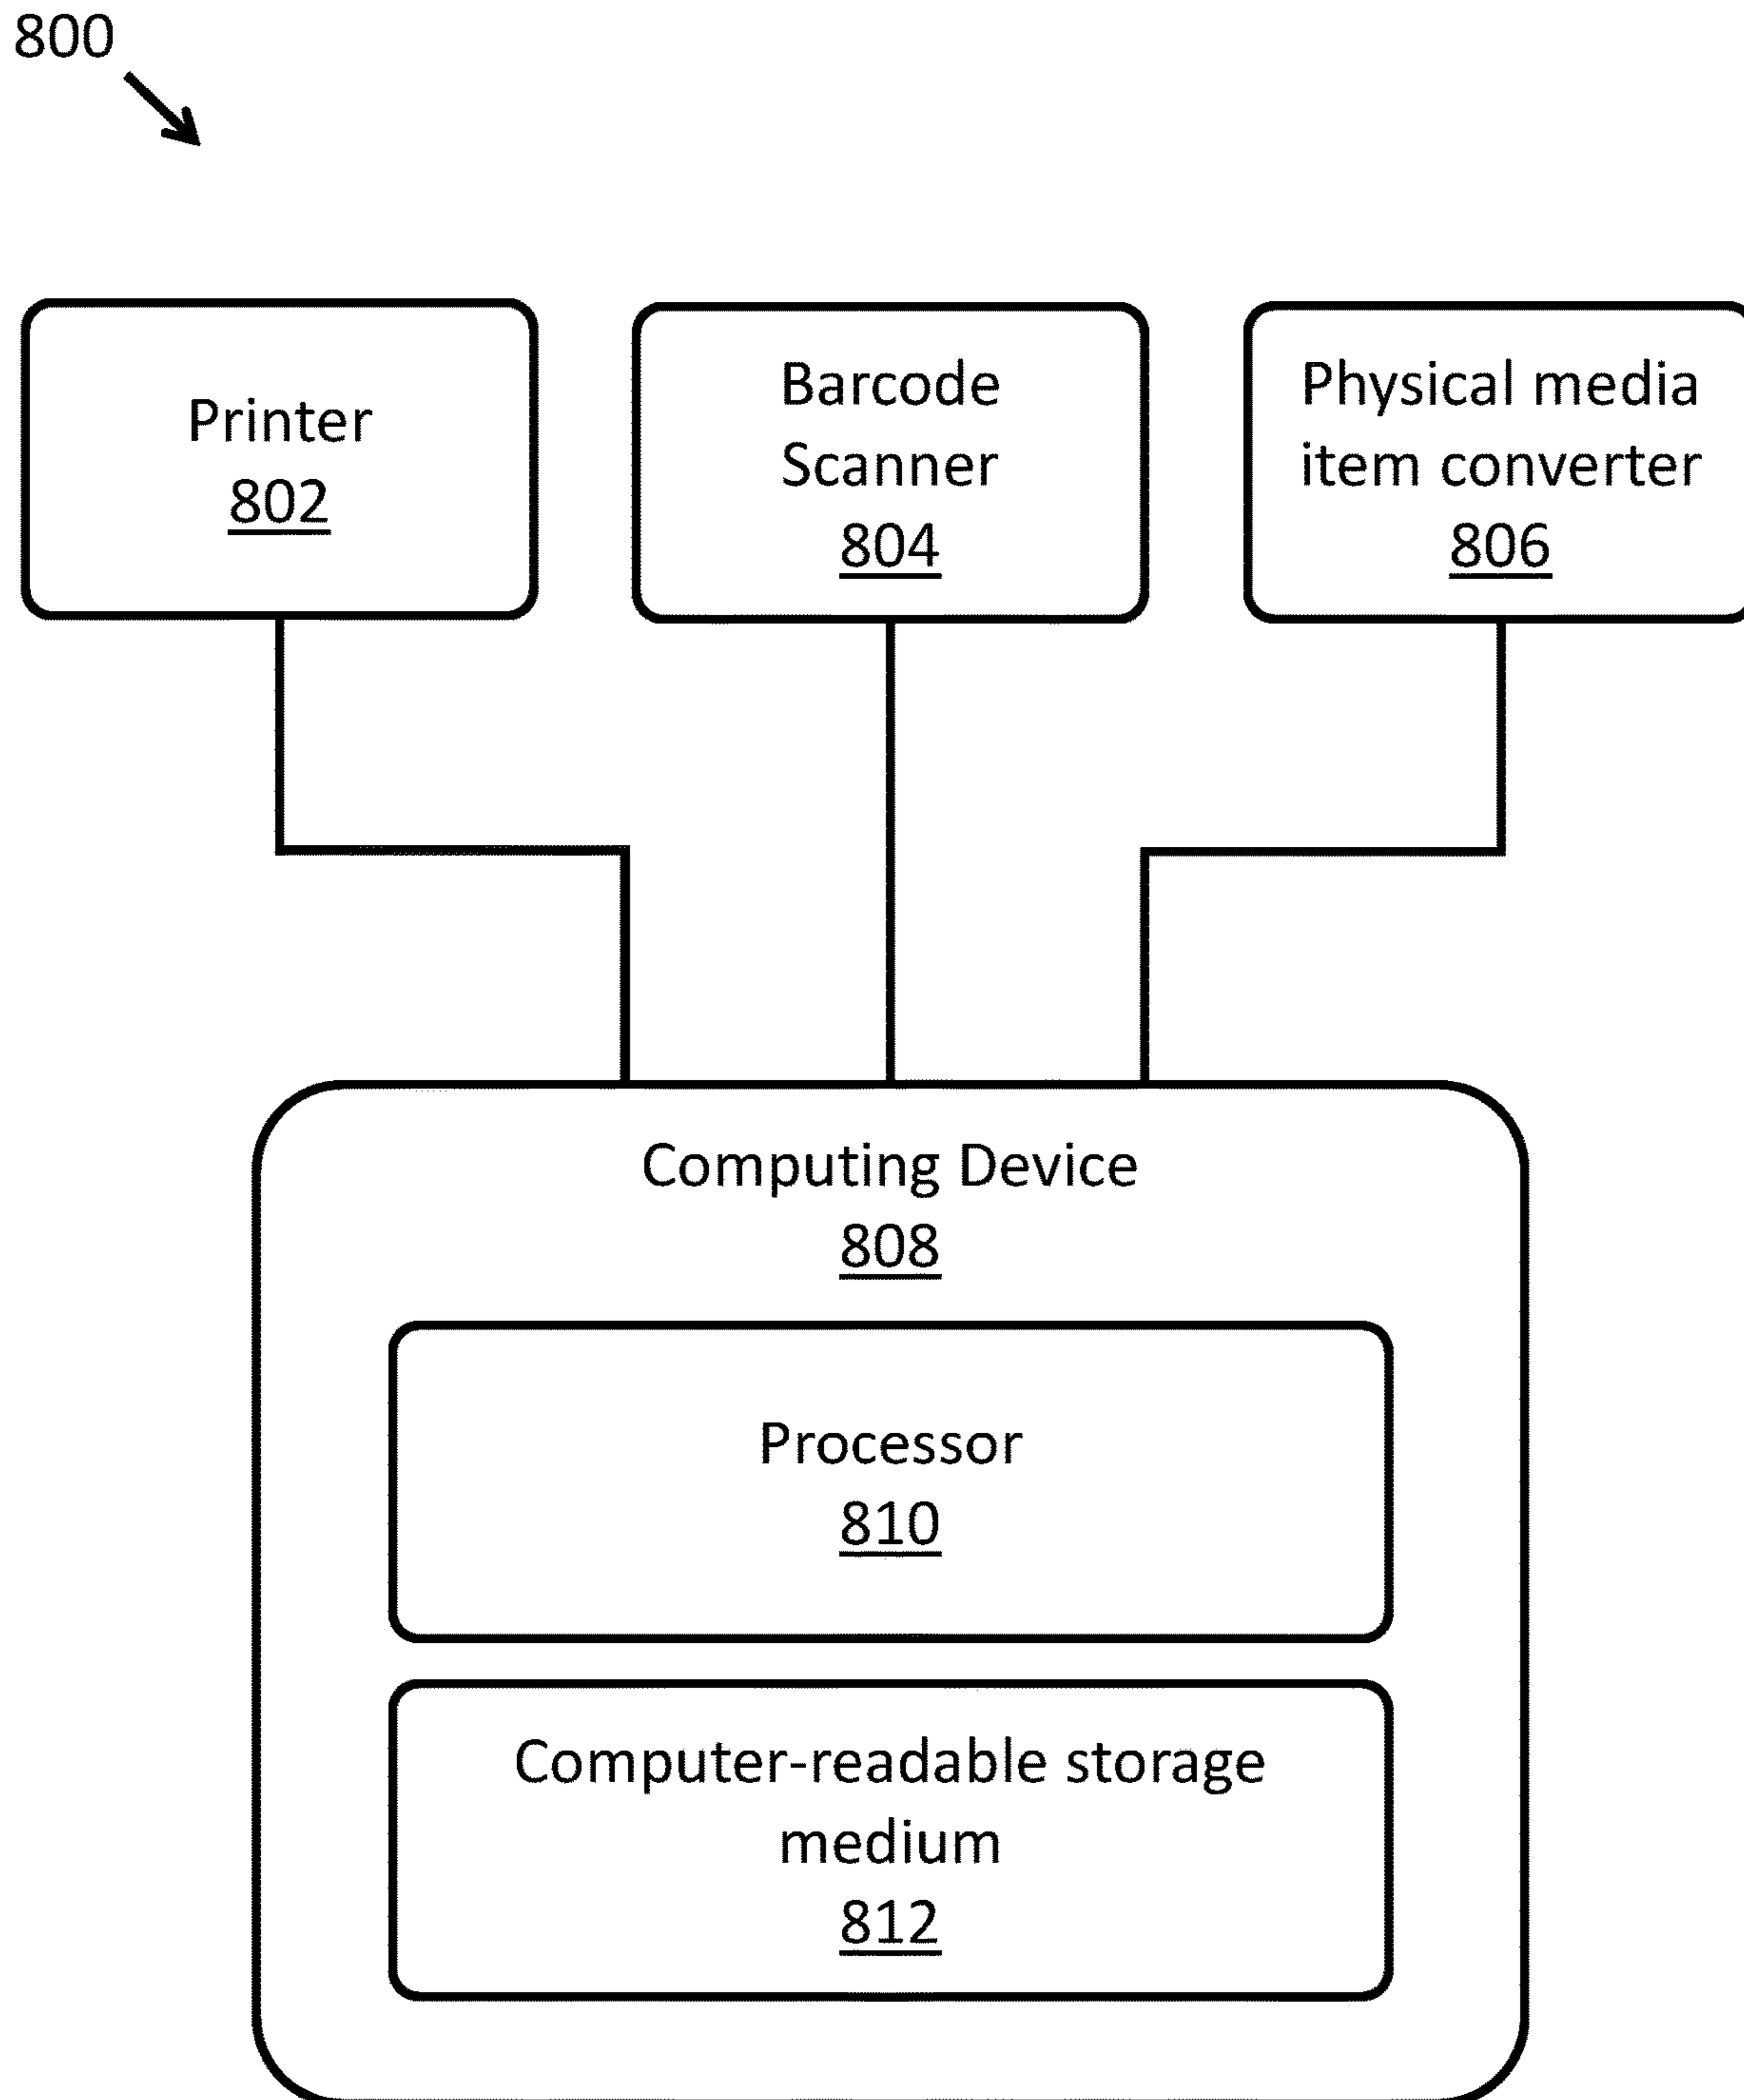 800
Printer
802
Barcode
Scanner
804
Physical media
item converter
806
Computing Device
808
Processor
810
Computer-readable storage
medium
812